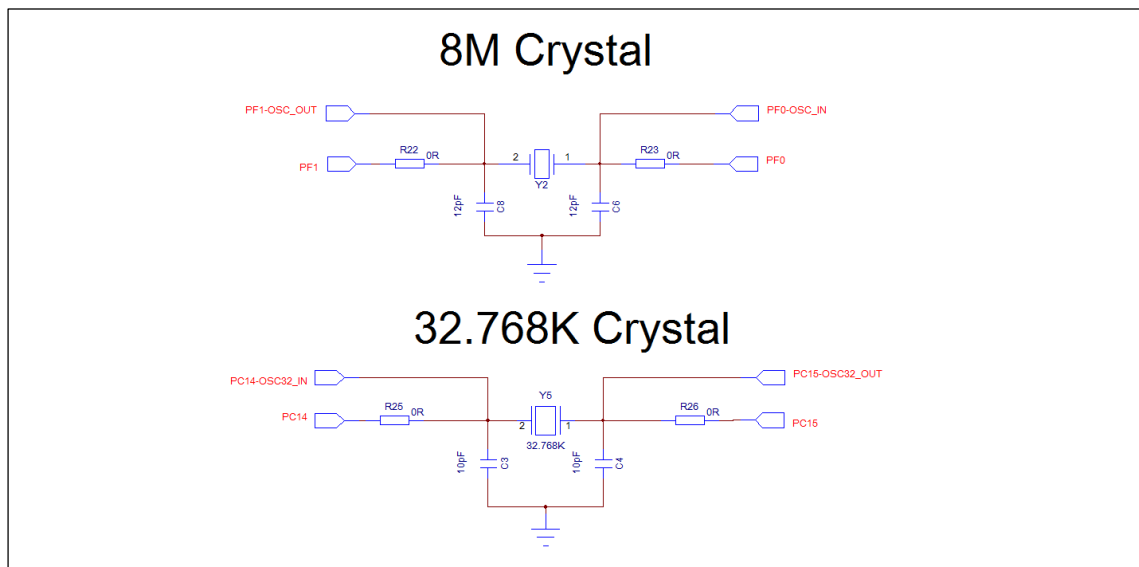 8M Crystal
PF1-OSC_OUT
PF0-OSC_IN
R22
0R
R23
0R
PF1
2
1
PF0
Y2
12pF
C8
12pF
C6
32.768K Crystal
PC14-OSC32_IN
PC15-OSC32_OUT
Y5
R25
0R
R26
0R
PC14
2
1
PC15
32.768K
10pF
C3
10pF
C4